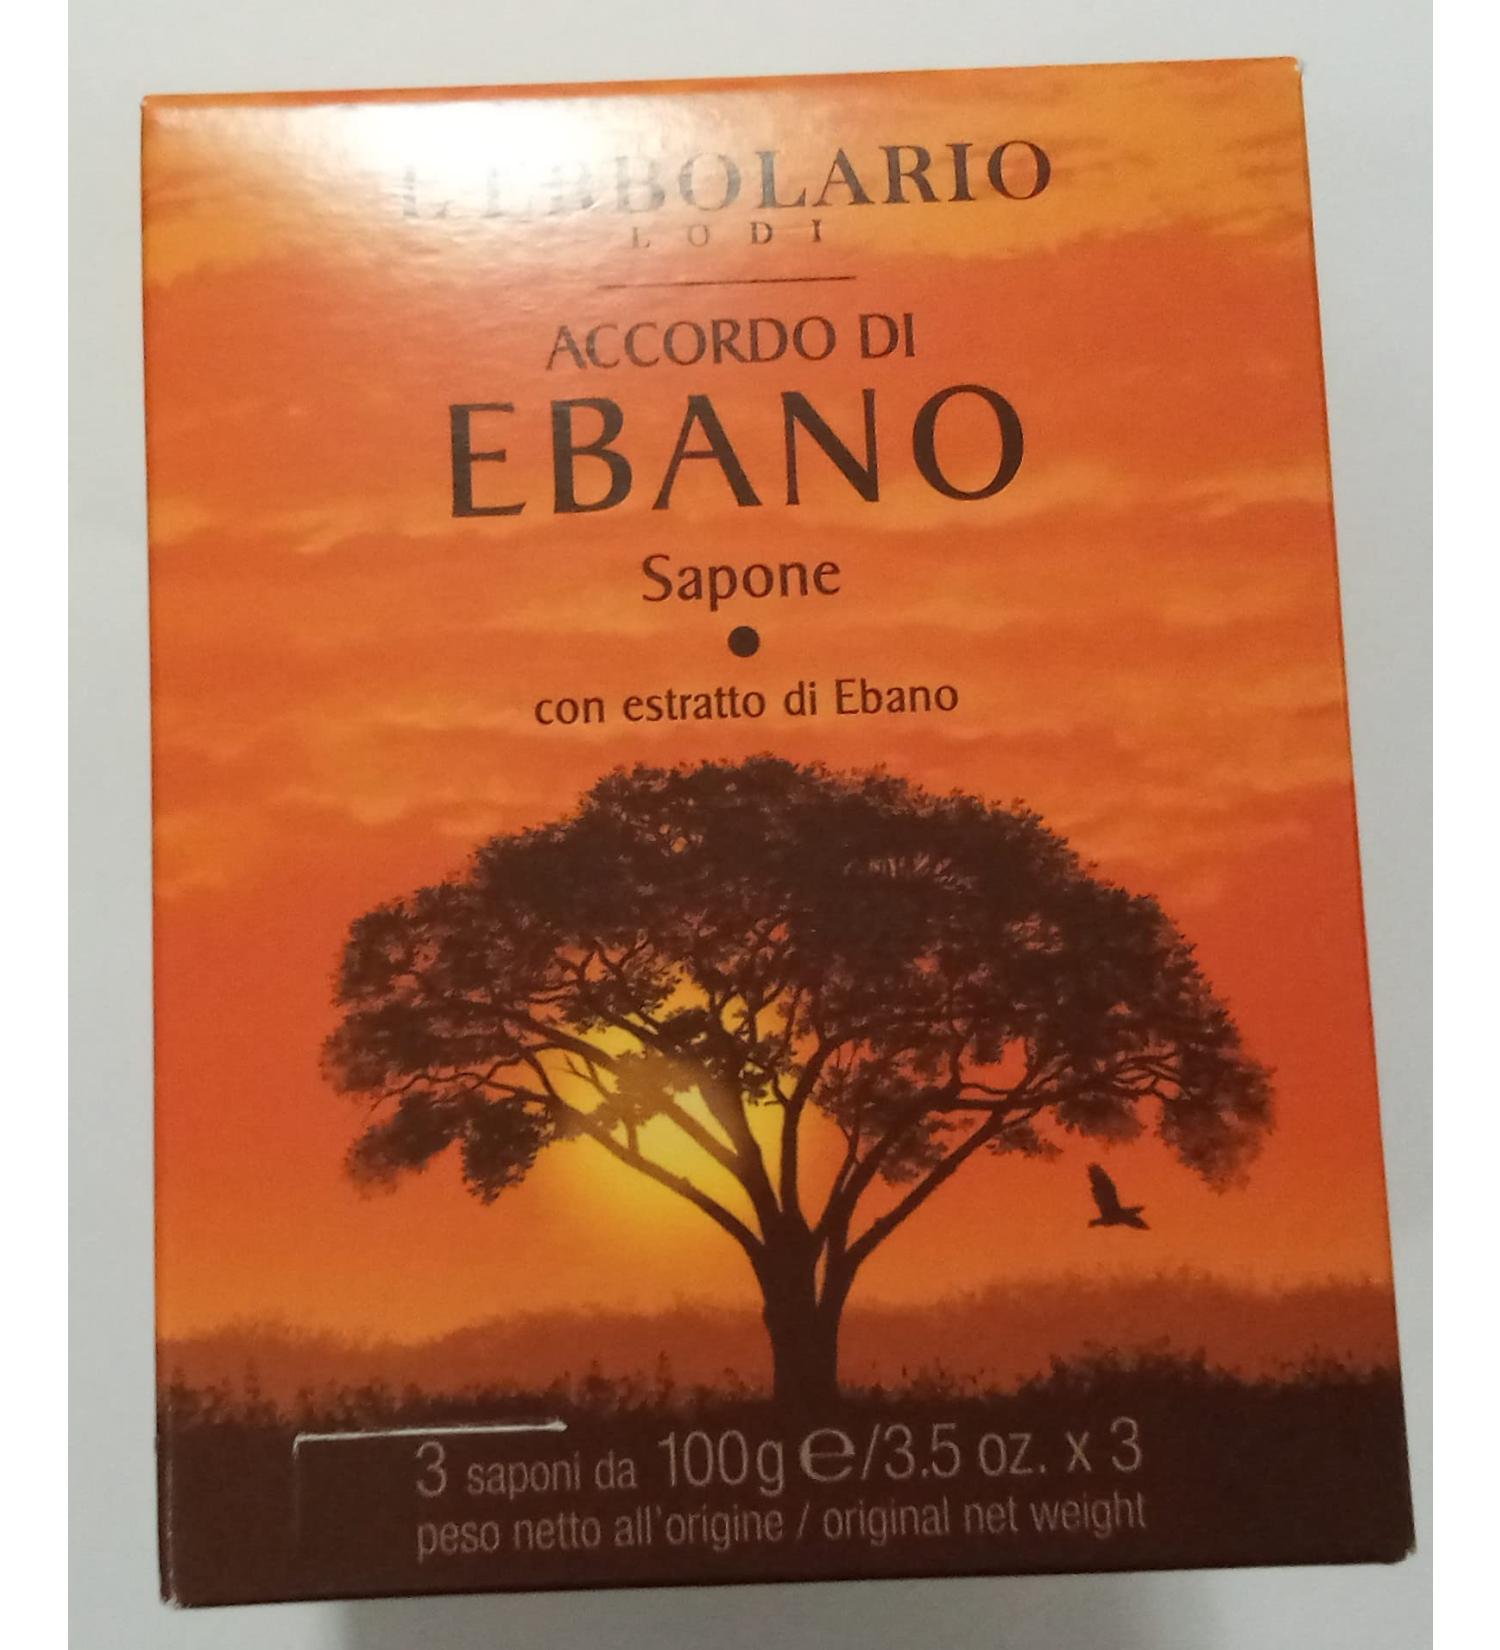 L'ERBOLARIO
LODI
ACCORDO DI
EBANO
Sapone
con estratto di Ebano
3 saponi da 100g e/3.5 oz. x 3
peso netto all'origine / original net weight